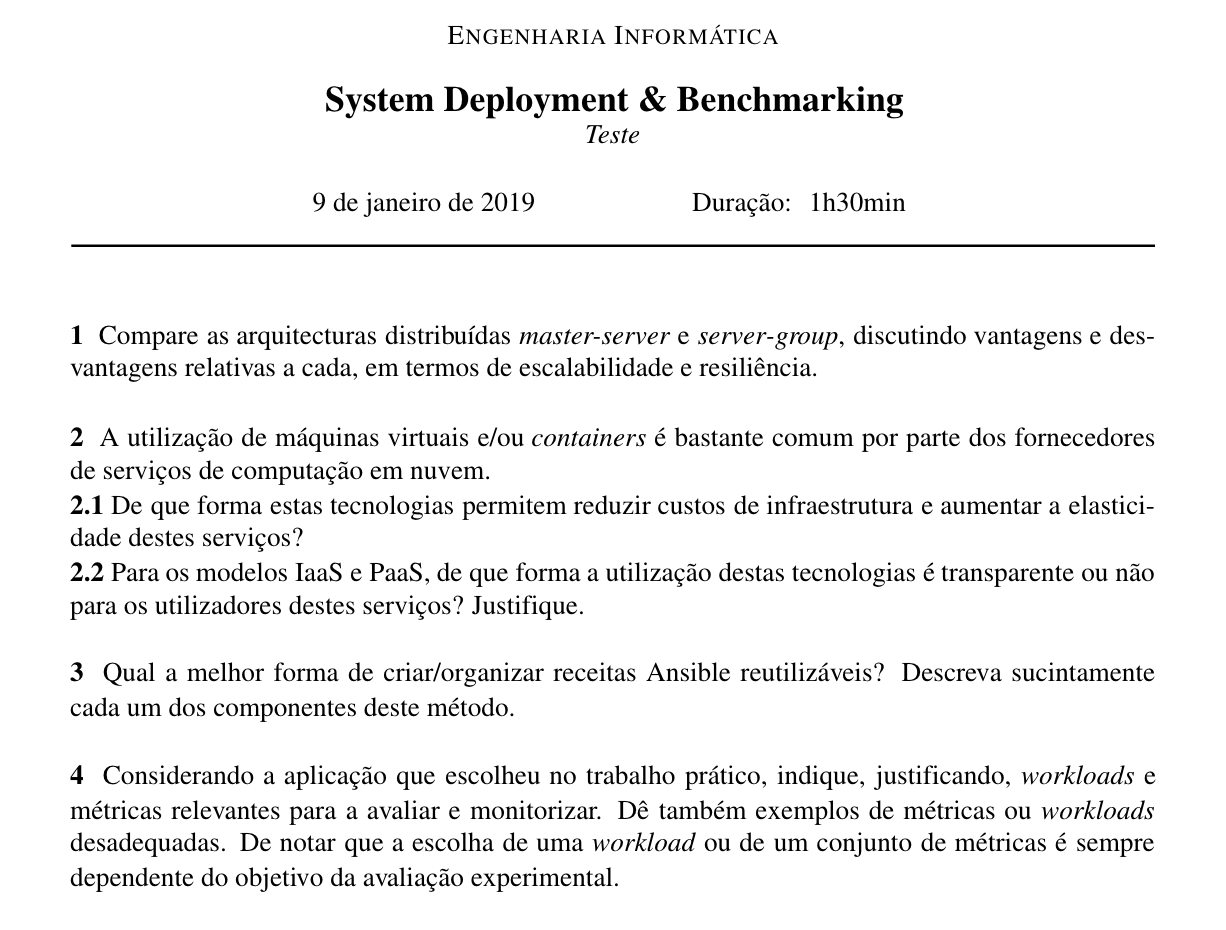 ENGENHARIA INFORMÁTICA
System Deployment & Benchmarking
Teste
9 de janeiro de 2019 Duração: 1h30min
1 Compare as arquitecturas distribuídas master-server e server-group, discutindo vantagens e des-
vantagens relativas a cada, em termos de escalabilidade e resiliência.
2 A utilização de máquinas virtuais e/ou containers é bastante comum por parte dos fornecedores
de serviços de computação em nuvem.
2.1 De que forma estas tecnologias permitem reduzir custos de infraestrutura e aumentar a elastici-
dade destes serviços?
2.2 Para os modelos IaaS e PaaS, de que forma a utilização destas tecnologias é transparente ou não
para os utilizadores destes serviços? Justifique.
3 Qual a melhor forma de criar/organizar receitas Ansible reutilizáveis? Descreva sucintamente
cada um dos componentes deste método.
4 Considerando a aplicação que escolheu no trabalho prático, indique, justificando, workloads e
métricas relevantes para a avaliar e monitorizar. Dê também exemplos de métricas ou workloads
desadequadas. De notar que a escolha de uma workload ou de um conjunto de métricas é sempre
dependente do objetivo da avaliação experimental.